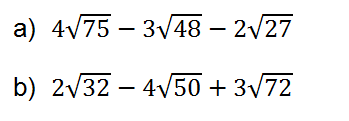 a) 4√75 − 3√48 − 2√27
b) 2√32 − 4√50 + 3√72